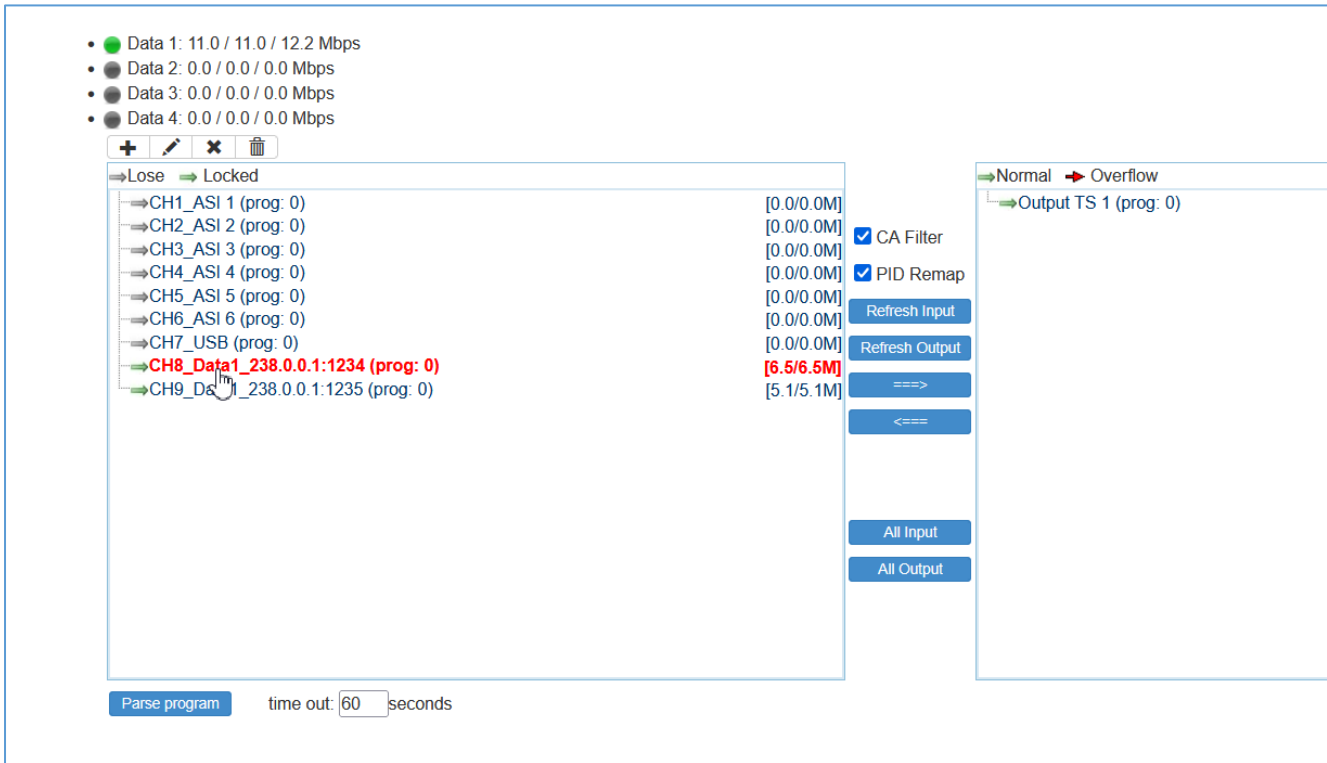 Data 1: 11.0 / 11.0 / 12.2 Mbps
Data 2: 0.0 / 0.0 / 0.0 Mbps
Data 3: 0.0 / 0.0 / 0.0 Mbps
Data 4: 0.0 / 0.0 / 0.0 Mbps
Lose Locked
CH1_ASI 1 (prog: 0) [0.0/0.0M]
CH2_ASI 2 (prog: 0) [0.0/0.0M]
CH3_ASI 3 (prog: 0) [0.0/0.0M]
CH4_ASI 4 (prog: 0) [0.0/0.0M]
CH5_ASI 5 (prog: 0) [0.0/0.0M]
CH6_ASI 6 (prog: 0) [0.0/0.0M]
CH7_USB (prog: 0) [0.0/0.0M]
CH8_Data1_238.0.0.1:1234 (prog: 0) [6.5/6.5M]
CH9_Data1_238.0.0.1:1235 (prog: 0) [5.1/5.1M]
CA Filter
PID Remap
Refresh Input
Refresh Output
===>
<===
All Input
All Output
Normal Overflow
Output TS 1 (prog: 0)
Parse program time out: 60 seconds